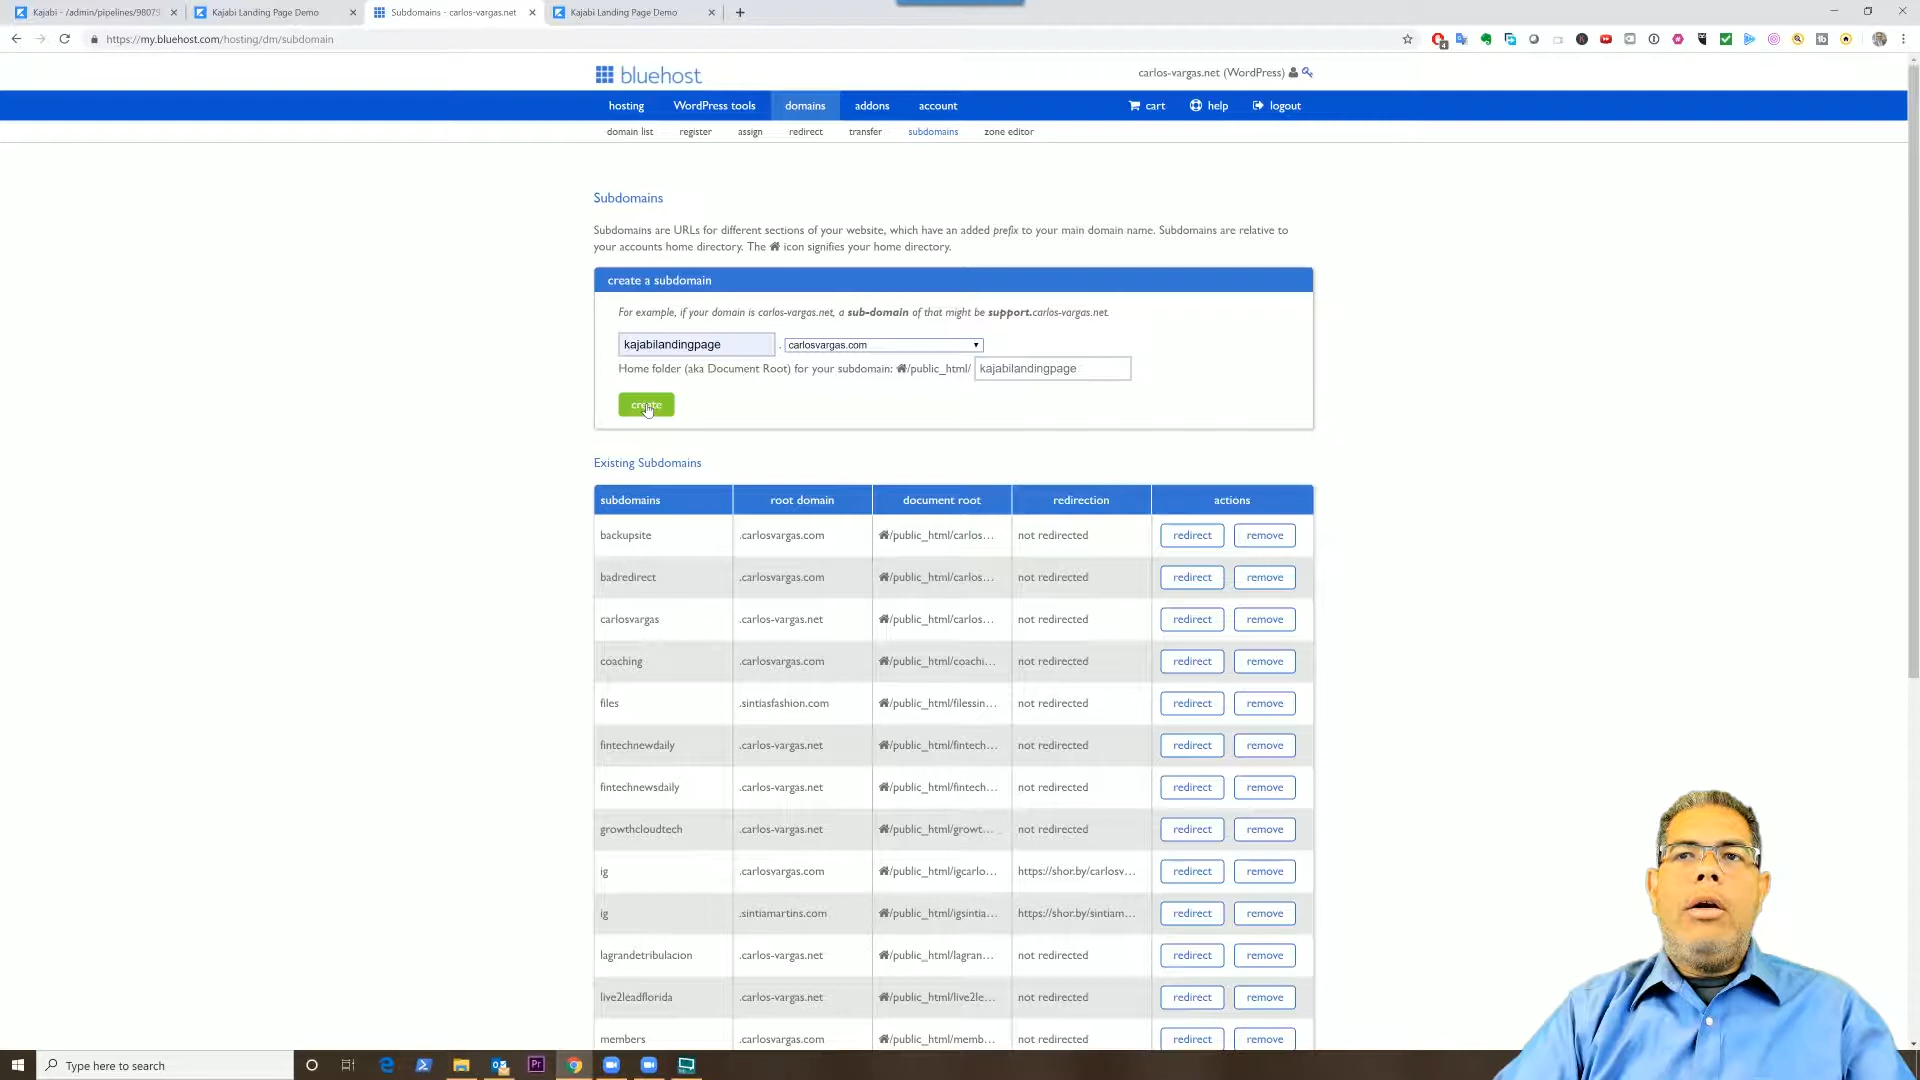 Kajabi - /admin/pipelines/98079
Kajabi Landing Page Demo
Subdomains - carlos-vargas.net
Kajabi Landing Page Demo
https://my.bluehost.com/hosting/dm/subdomain
bluehost
carlos-vargas.net (WordPress)
hosting WordPress tools domains addons account cart help logout
domain list register assign redirect transfer subdomains zone editor
Subdomains
Subdomains are URLs for different sections of your website, which have an added prefix to your main domain name. Subdomains are relative to
your accounts home directory. The icon signifies your home directory.
create a subdomain
For example, if your domain is carlos-vargas.net, a sub-domain of that might be support.carlos-vargas.net.
kajabilandingpage . carlosvargas.com
Home folder (aka Document Root) for your subdomain: /public_html/ kajabilandingpage
create
Existing Subdomains
subdomains root domain document root redirection actions
backupsite .carlosvargas.com /public_html/carlos... not redirected redirect remove
badredirect .carlosvargas.com /public_html/carlos... not redirected redirect remove
carlosvargas .carlos-vargas.net /public_html/carlos... not redirected redirect remove
coaching .carlosvargas.com /public_html/coachi... not redirected redirect remove
files .sintiasfashion.com /public_html/filessin... not redirected redirect remove
fintechnewdaily .carlos-vargas.net /public_html/fintech... not redirected redirect remove
fintechnewsdaily .carlos-vargas.net /public_html/fintech... not redirected redirect remove
growthcloudtech .carlos-vargas.net /public_html/growt... not redirected redirect remove
ig .carlosvargas.com /public_html/igcarlo... https://shor.by/carlosv... redirect remove
ig .sintiamartins.com /public_html/igsintia... https://shor.by/sintiam... redirect remove
lagrandetribulacion .carlos-vargas.net /public_html/lagran... not redirected redirect remove
live2leadflorida .carlos-vargas.net /public_html/live2le... not redirected redirect remove
members .carlosvargas.com /public_html/memb... not redirected redirect remove
Type here to search
Pr